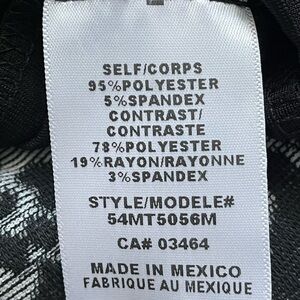 SELF/CORPS
95%POLYESTER
5%SPANDEX
CONTRAST/
CONTRASTE
78%POLYESTER
19%RAYON/RAYONNE
3%SPANDEX
STYLE/MODELE#
54MT5056M
CA# 03464
MADE IN MEXICO
FABRIQUE AU MEXIQUE